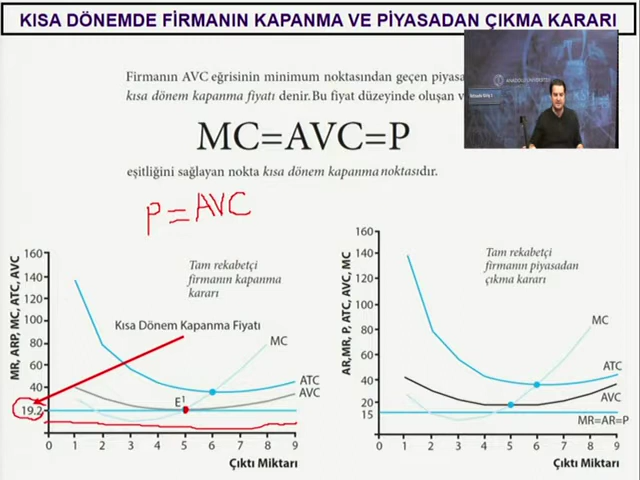 KISA DÖNEMDE FİRMANIN KAPANMA VE PİYASADAN ÇIKMA KARARI
Firmanın AVC eğrisinin minimum noktasından geçen
kısa dönem kapanma fiyatı denir. Bu fiyat düzeyinde oluşan
MC=AVC=P
eşitliğini sağlayan nokta kısa dönem kapanma noktasıdır.
P=AVC
MR, ARP, MC, ATC, AVC
160
140
120
100
80
60
40
19.2
0
0 1 2 3 4 5 6 7 8 9
Çıktı Miktarı
Tam rekabetçi
firmanın kapanma
kararı
Kısa Dönem Kapanma Fiyatı
MC
ATC
AVC
E¹
AR,MR, P, ATC, AVC, MC
160
140
120
100
80
60
40
20
15
0 1 2 3 4 5 6 7 8 9
Çıktı Miktarı
Tam rekabetçi
firmanın piyasadan
çıkma kararı
MC
ATC
AVC
MR=AR=P